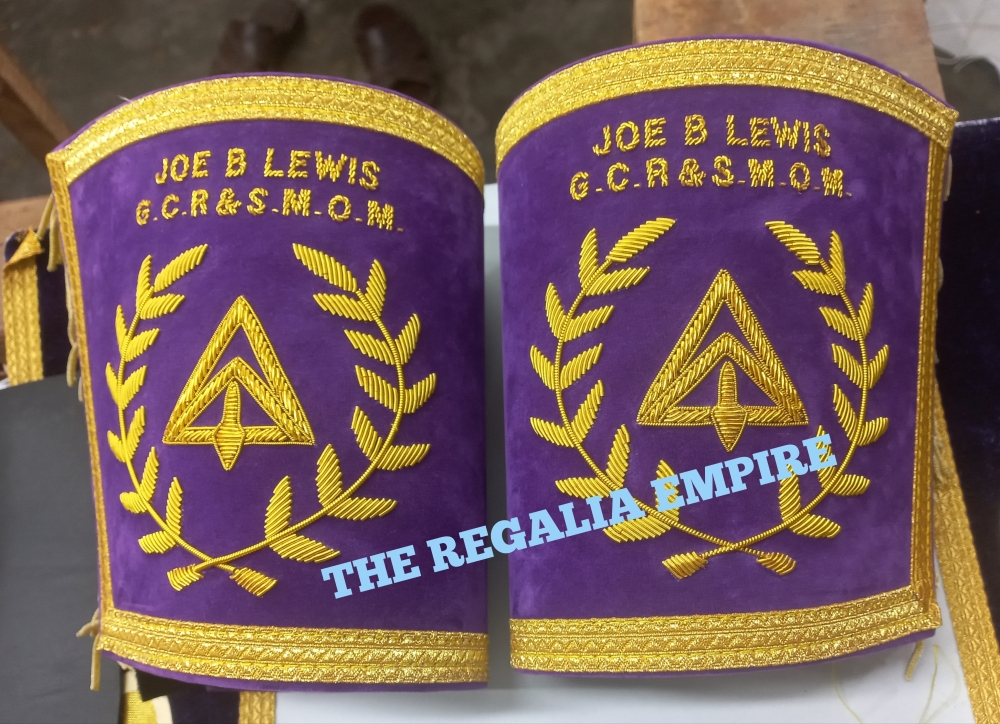 JOE B LEWIS
G.C.R&S.M.O.M.
JOE B LEWIS
G.C.R&S.M.O.M.
THE REGALIA EMPIRE